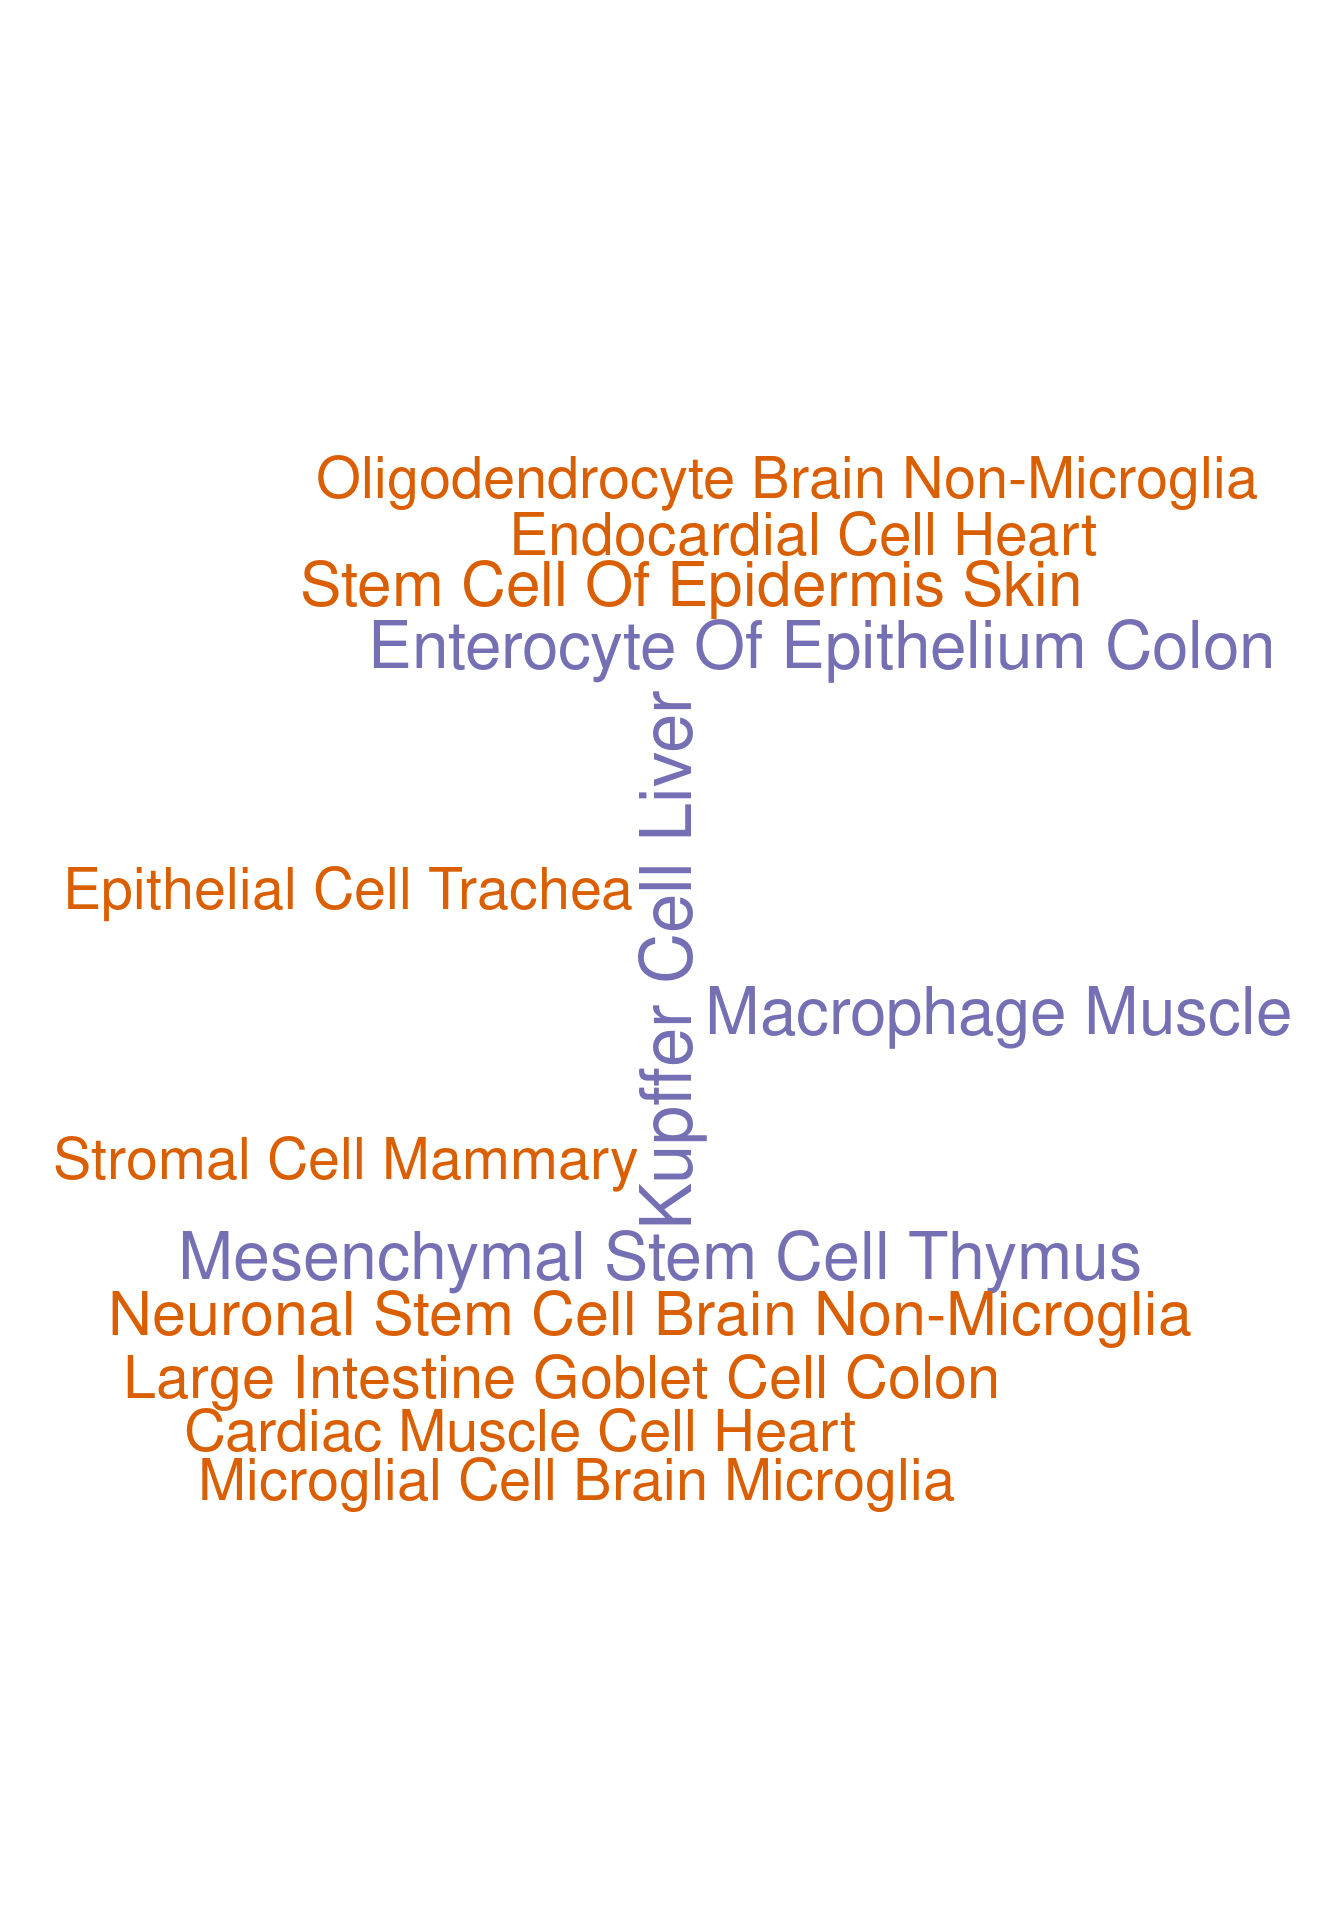 Oligodendrocyte Brain Non-Microglia
Endocardial Cell Heart
Stem Cell Of Epidermis Skin
Enterocyte Of Epithelium Colon
Kupffer Cell Liver
Epithelial Cell Trachea
Macrophage Muscle
Stromal Cell Mammary
Mesenchymal Stem Cell Thymus
Neuronal Stem Cell Brain Non-Microglia
Large Intestine Goblet Cell Colon
Cardiac Muscle Cell Heart
Microglial Cell Brain Microglia